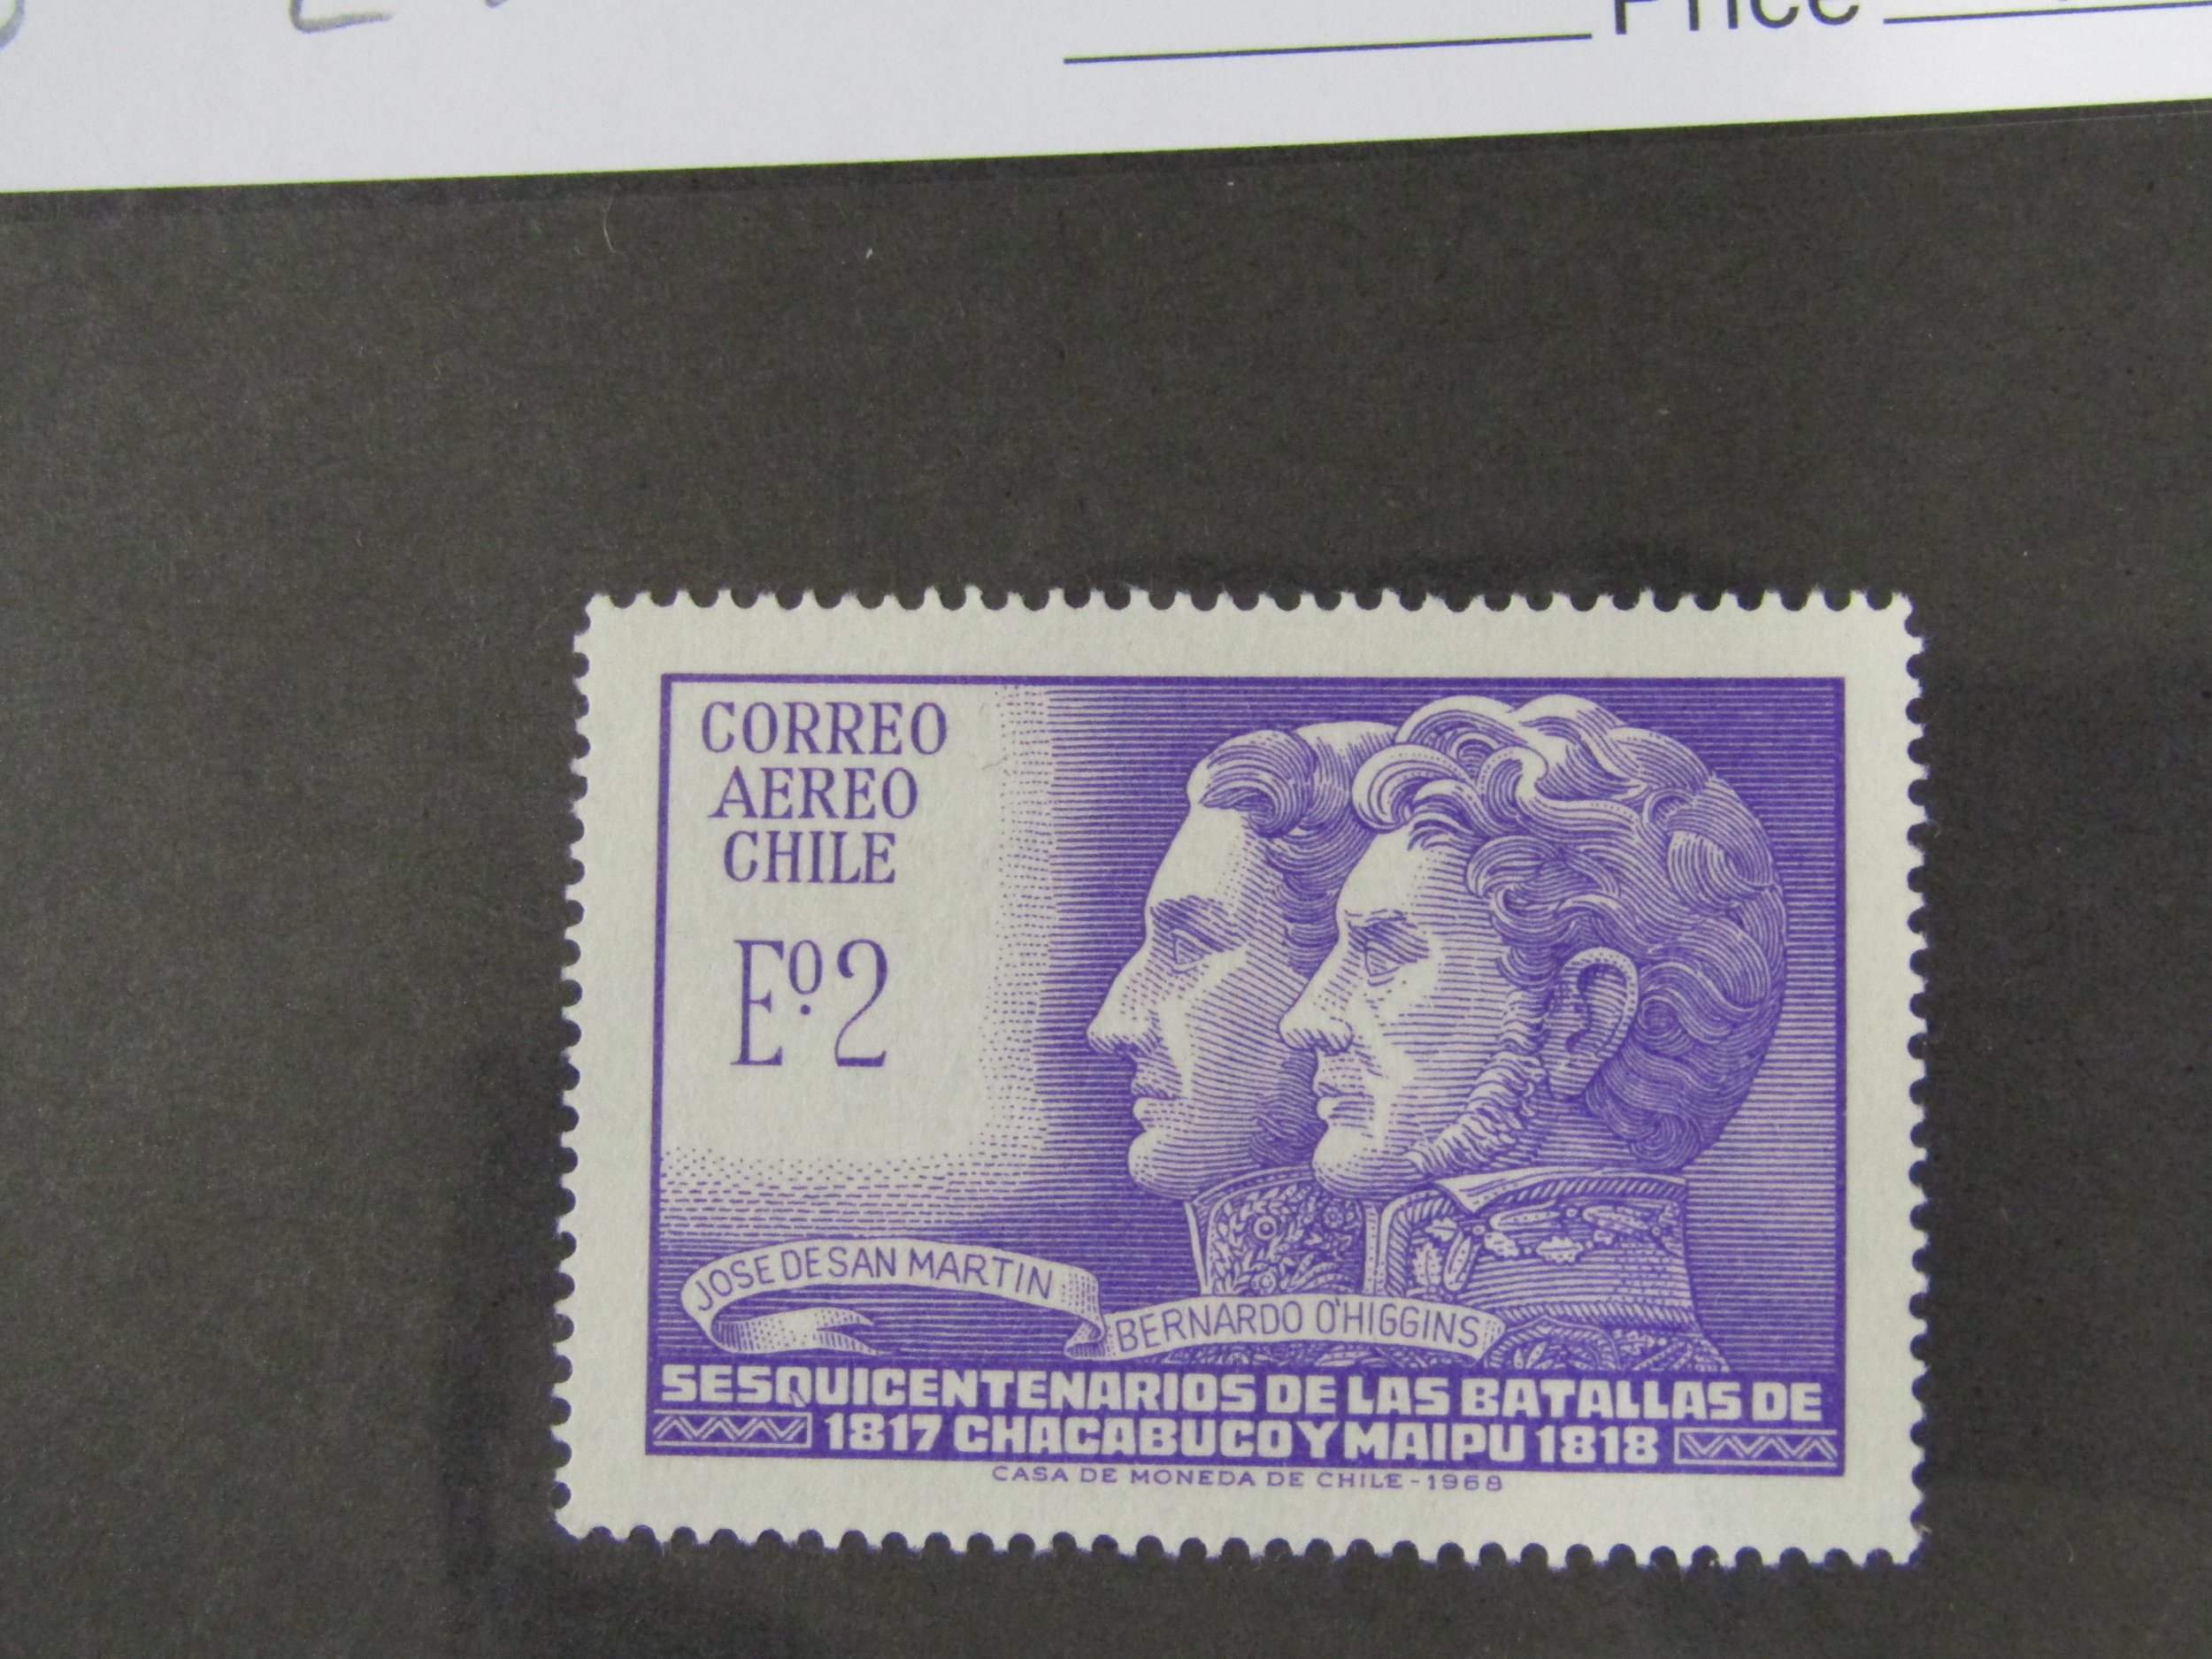 Price
CORREO
AEREO
CHILE
Eº.2
JOSE DE SAN MARTIN
BERNARDO O'HIGGINS
SESQUICENTENARIOS DE LAS BATALLAS DE
1817 CHACABUCO Y MAIPU 1818
CASA DE MONEDA DE CHILE - 1968